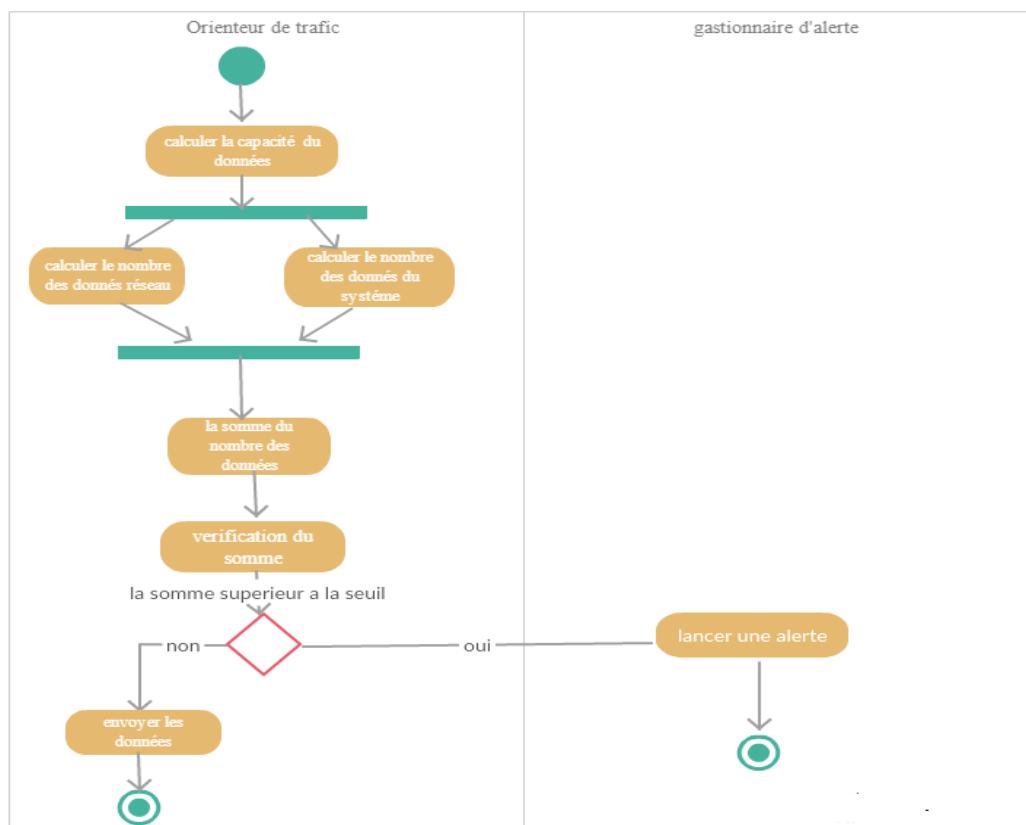 Orienteur de trafic
gastionnaire d'alerte
calculer la capacité du
données
calculer le nombre
des donnés réseau
calculer le nombre
des donnés du
systéme
la somme du
nombre des
données
verification du
somme
la somme superieur a la seuil
non
oui
lancer une alerte
envoyer les
données